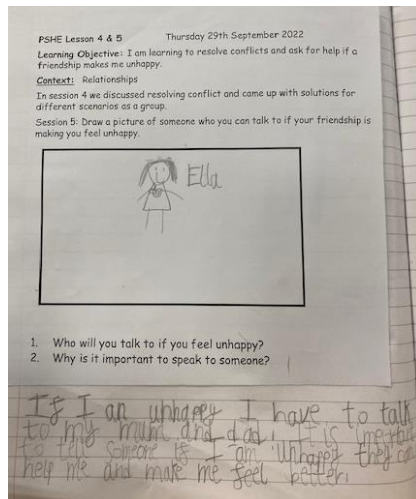 PSHE Lesson 4 & 5 Thursday 29th September 2022
Learning Objective: I am learning to resolve conflicts and ask for help if a
friendship makes me unhappy.
Context: Relationships
In session 4 we discussed resolving conflict and came up with solutions for
different scenarios as a group.
Session 5: Draw a picture of someone who you can talk to if your friendship is
making you feel unhappy.
Ella
1. Who will you talk to if you feel unhappy?
2. Why is it important to speak to someone?
If I an unhappy I have to talk
to my mum and dad. It is
to tell someone if I am unhappy they can
help me and make me feel better.